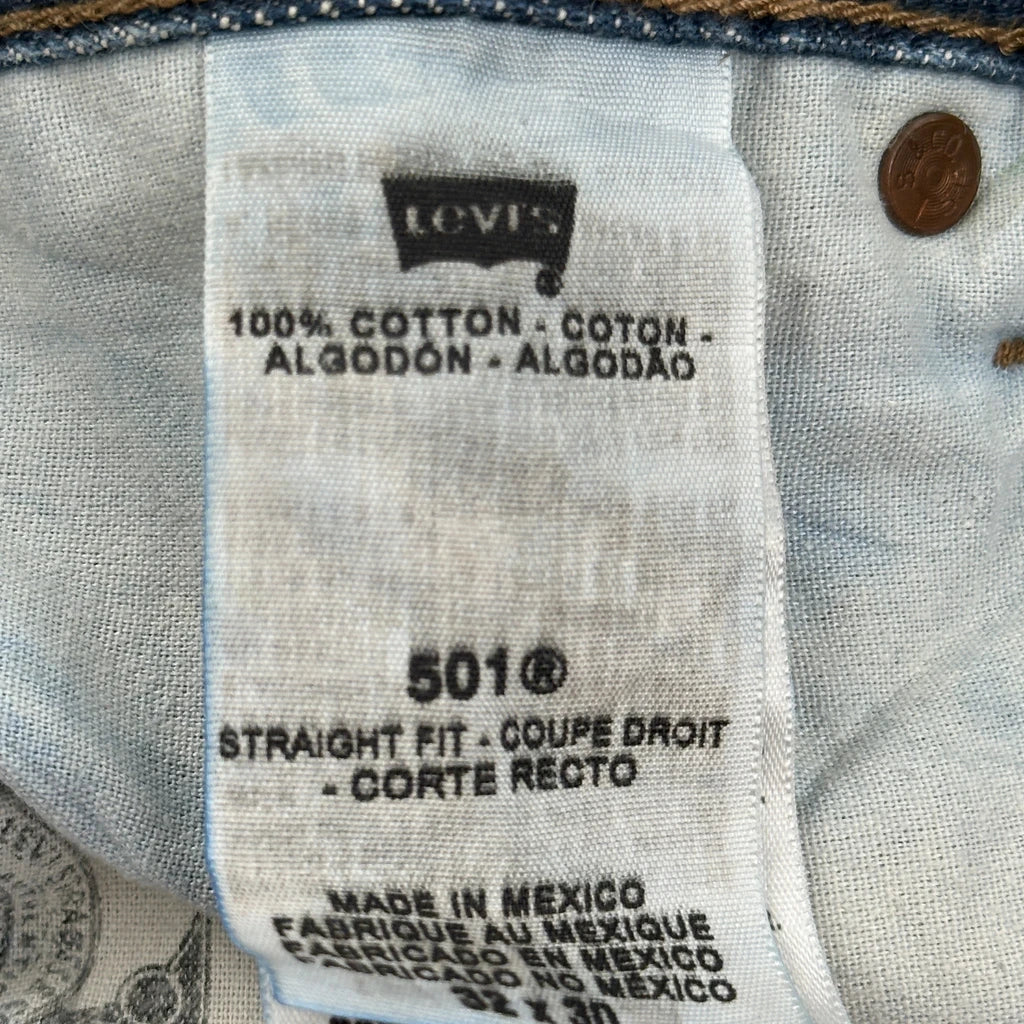 LEVI'S
®
100% COTTON - COTON -
ALGODÓN - ALGODÃO
501®
STRAIGHT FIT - COUPE DROIT
- CORTE RECTO
MADE IN MEXICO
FABRIQUE AU MEXIQUE
FABRICADO EN MEXICO
FABRICADO NO MÉXICO
32 X 30
S & CO